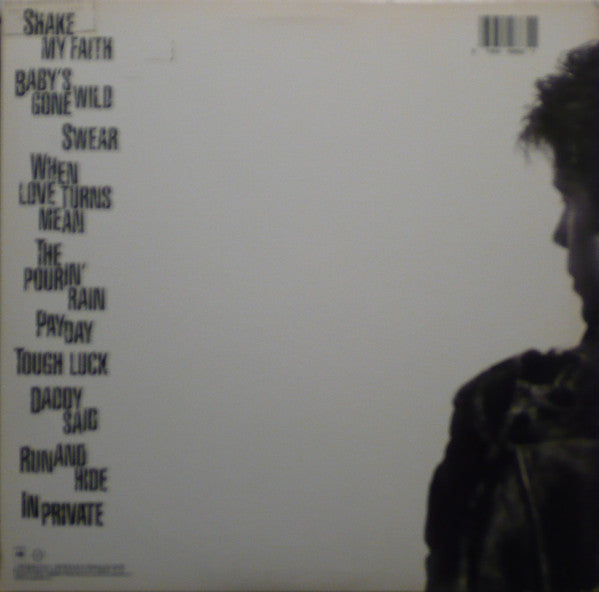 SHAKE
MY FAITH
BABY'S
GONE WILD
SWEAR
WHEN
LOVE TURNS
MEAN
THE
POURIN'
RAIN
PAYDAY
TOUGH LUCK
DADDY
SAID
RUN AND
HIDE
IN PRIVATE